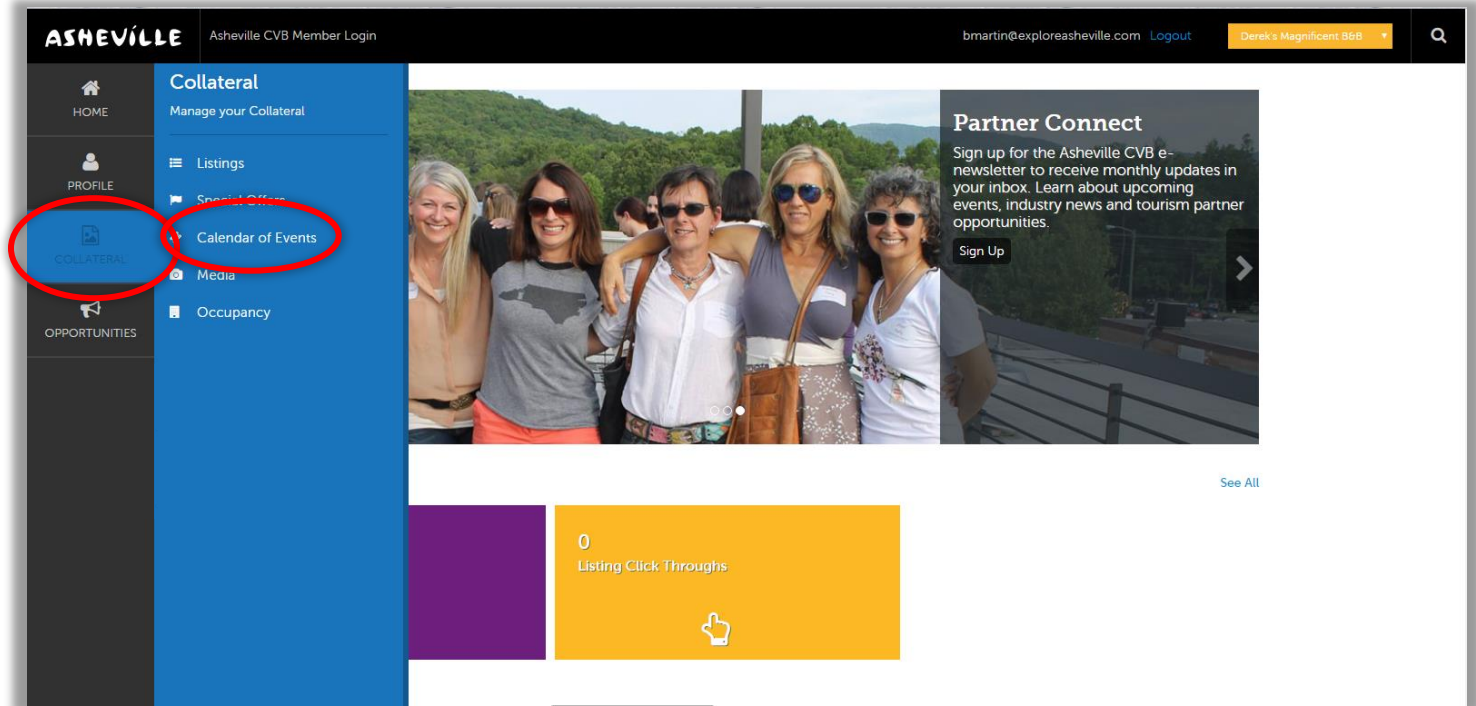 ASHEVILLE
Asheville CVB Member Login
bmartin@exploreasheville.com Logout
Derek's Magnificent B&B
HOME
PROFILE
COLLATERAL
OPPORTUNITIES
Collateral
Manage your Collateral
Listings
Special Offers
Calendar of Events
Media
Occupancy
Partner Connect
Sign up for the Asheville CVB e-
newsletter to receive monthly updates in
your inbox. Learn about upcoming
events, industry news and tourism partner
opportunities.
Sign Up
See All
0
Listing Click Throughs